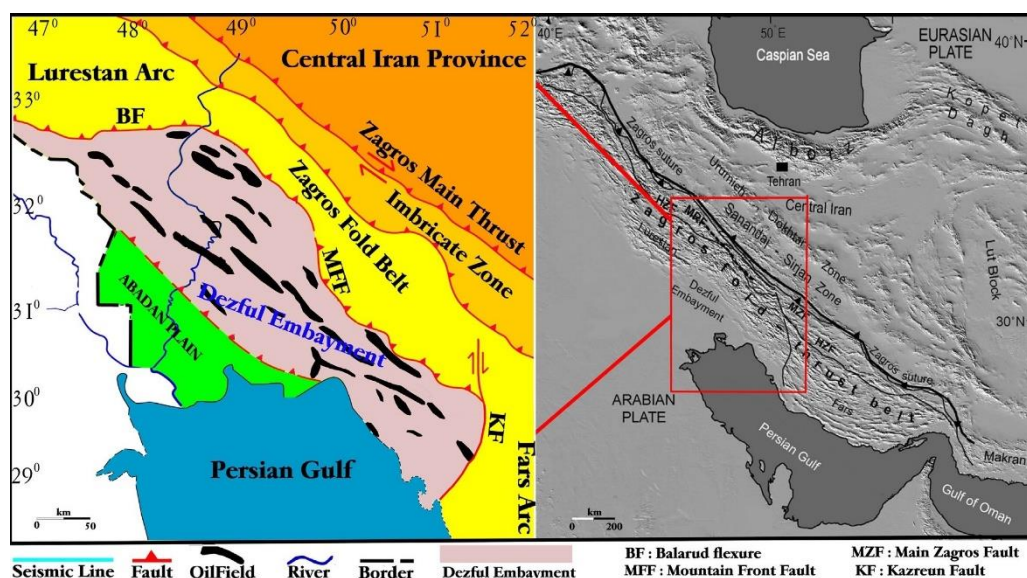 47⁰ 48⁰ 49⁰ 50⁰ 51⁰ 52⁰
Lurestan Arc
Central Iran Province
33⁰
BF
Zagros Main Thrust
Imbricate Zone
Zagros Fold Belt
32⁰
MFF
ABADAN PLAIN
Dezful Embayment
31⁰
30⁰
KF
Fars Arc
29⁰
Persian Gulf
km
0 50
40°E
50°E
Caspian Sea
EURASIAN
PLATE
40°N
Kopet
Dagh
Alborz
Zagros suture
Tehran
Urumieh Dokhtar Zone
Central Iran
HZF
MRF
Sanandaj Sirjan Zone
Lut Block
zagros fold thrust belt
Lurestan
Dezful
Embayment
MZF
30°N
HZF
Zagros suture
ARABIAN
PLATE
Fars
Persian Gulf
Makran
Gulf of Oman
km
0 200
Seismic Line
Fault
OilField
River
Border
Dezful Embayment
BF : Balarud flexure
MFF : Mountain Front Fault
MZF : Main Zagros Fault
KF : Kazreun Fault